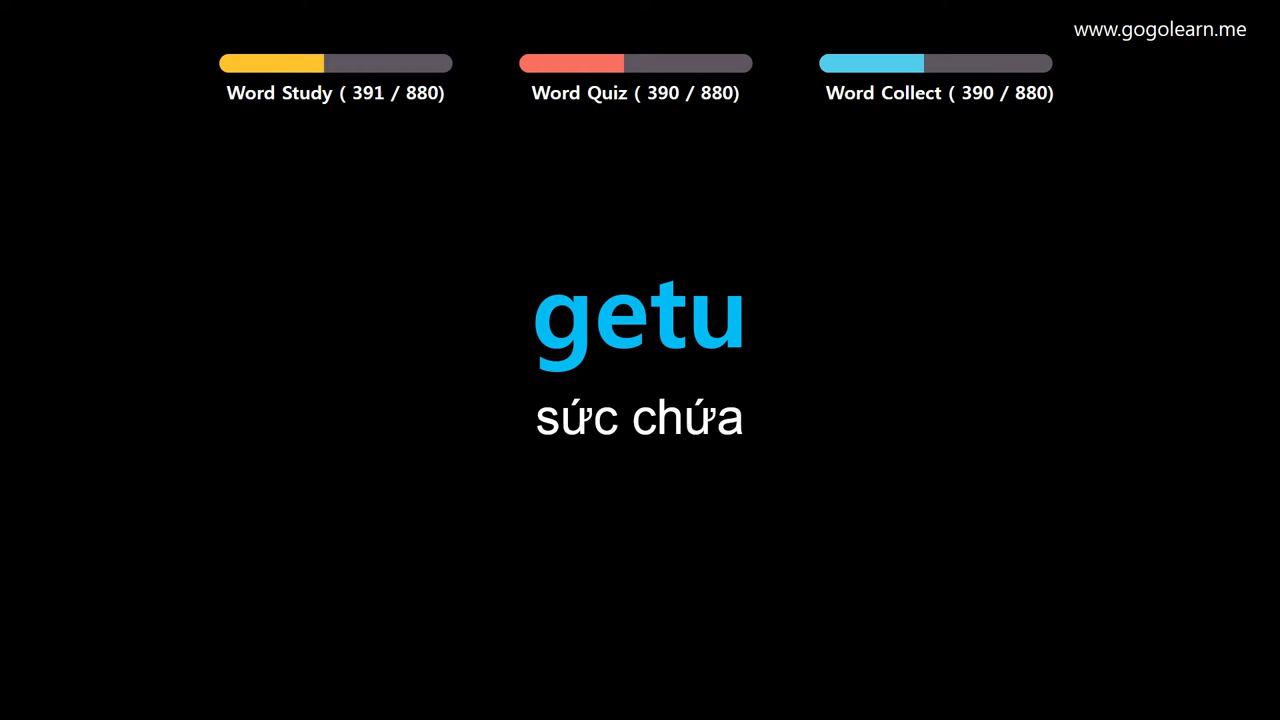 www.gogolearn.me
Word Study ( 391 / 880)
Word Quiz ( 390 / 880)
Word Collect ( 390 / 880)
getu
sức chứa